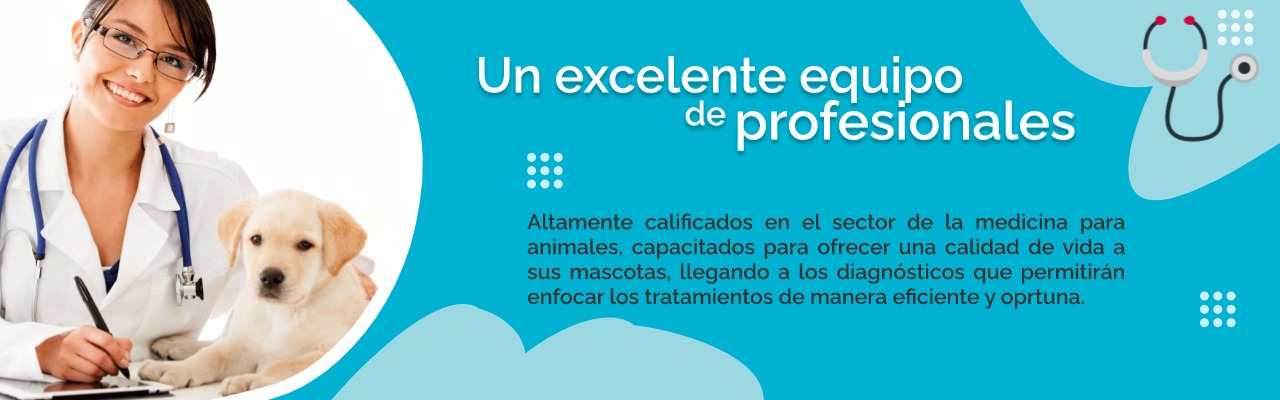 Un excelente equipo
de profesionales
Altamente calificados en el sector de la medicina para
animales, capacitados para ofrecer una calidad de vida a
sus mascotas, llegando a los diagnósticos que permitirán
enfocar los tratamientos de manera eficiente y oprtuna.